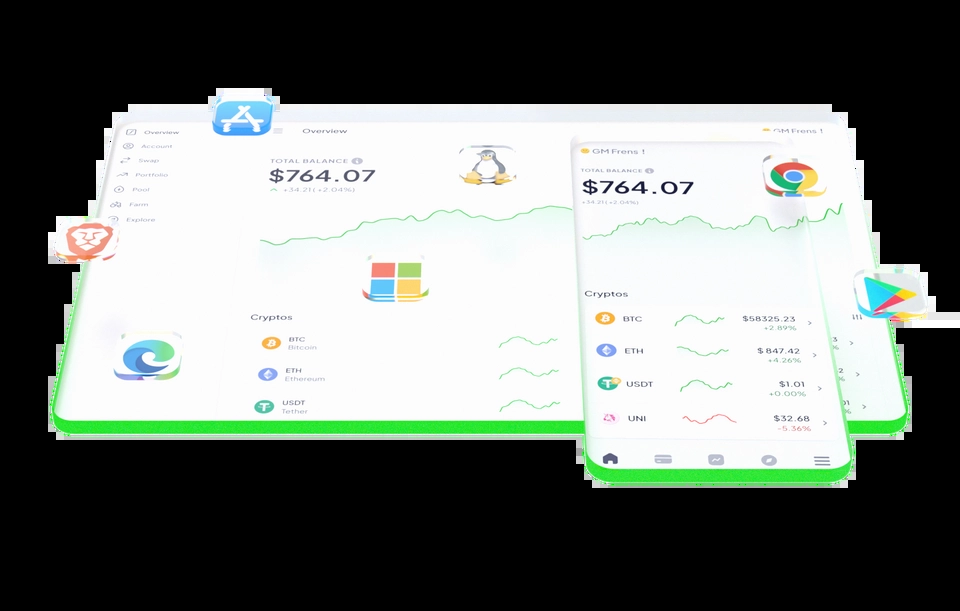 Overview
Account
Swap
Portfolio
Pool
Farm
Explore
Overview
GM Frens !
TOTAL BALANCE
$764.07
+34.21(+2.04%)
Cryptos
BTC
Bitcoin
ETH
Ethereum
USDT
Tether
GM Frens !
TOTAL BALANCE
$764.07
+34.21(+2.04%)
Cryptos
BTC
$58325.23
+2.89%
ETH
$847.42
+4.26%
USDT
$1.01
+0.00%
UNI
$32.68
-5.36%